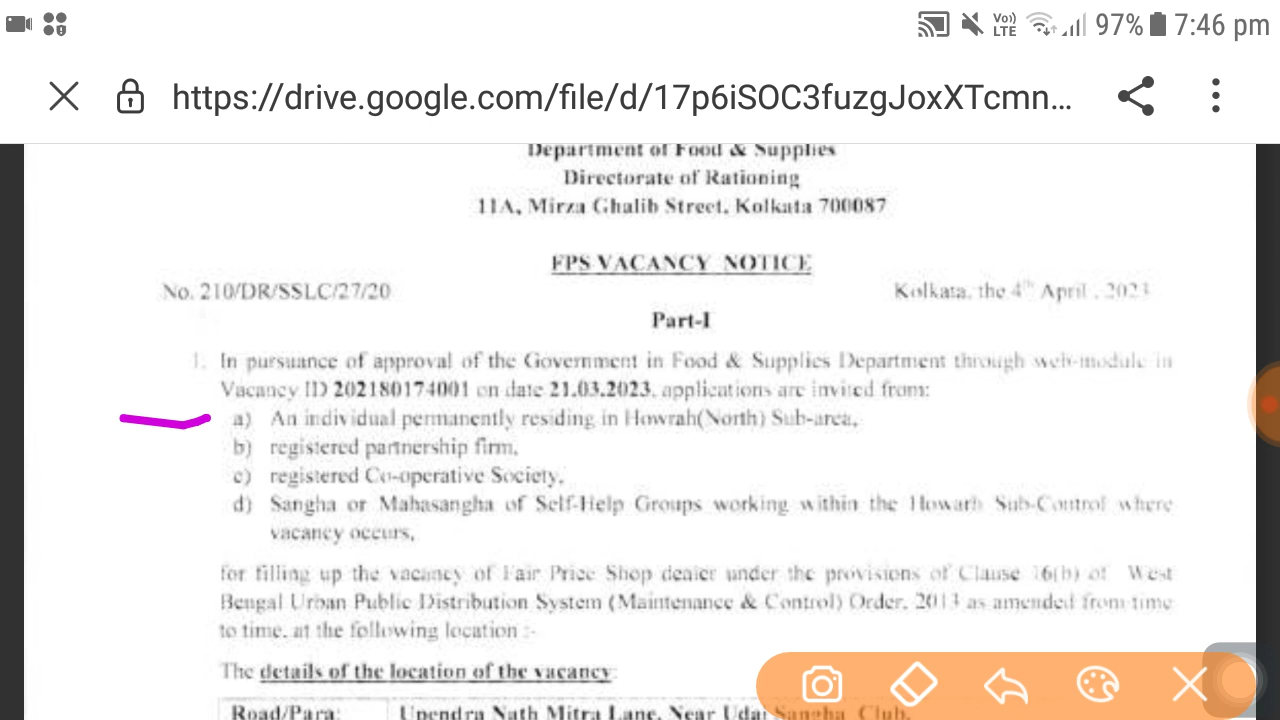 Vo)) LTE 97% 7:46 pm
https://drive.google.com/file/d/17p6iSOC3fuzgJoxXTcmn...
Department of Food & Supplies
Directorate of Rationing
11A, Mirza Ghalib Street, Kolkata 700087
FPS VACANCY NOTICE
No. 210/DR/SSLC/27/20 Kolkata, the 4th April, 2023
Part-I
1. In pursuance of approval of the Government in Food & Supplies Department through web-module in
Vacancy ID 202180174001 on date 21.03.2023, applications are invited from:
a) An individual permanently residing in Howrah(North) Sub-area,
b) registered partnership firm,
c) registered Co-operative Society,
d) Sangha or Mahasangha of Self-Help Groups working within the Howarh Sub-Control where
vacancy occurs,
for filling up the vacancy of Fair Price Shop dealer under the provisions of Clause 16(b) of West
Bengal Urban Public Distribution System (Maintenance & Control) Order, 2013 as amended from time
to time, at the following location :-
The details of the location of the vacancy:
Road/Para: Upendra Nath Mitra Lane, Near Udai Sangha Club,